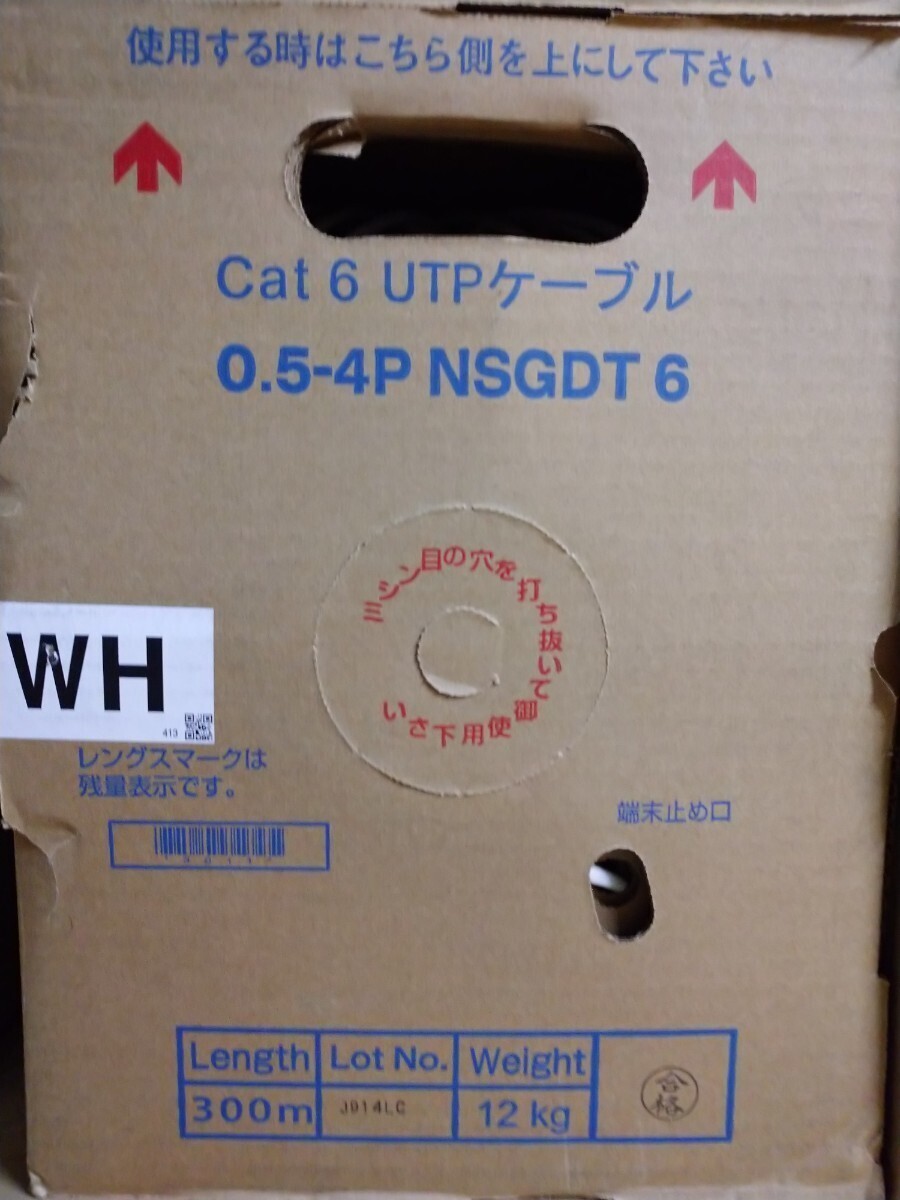 使用する時はこちら側を上にして下さい
Cat 6 UTPケーブル
0.5-4P NSGDT 6
ミシン目の穴を打ち抜いて御使用下さい
WH
413
レングスマークは
残量表示です。
端末止め口
Length Lot No. Weight
300m J914LC 12 kg
合格